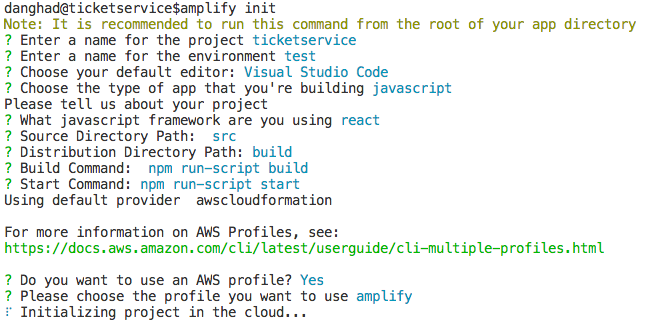 danghad@ticketservice$amplify init
Note: It is recommended to run this command from the root of your app directory
? Enter a name for the project ticketservice
? Enter a name for the environment test
? Choose your default editor: Visual Studio Code
? Choose the type of app that you're building javascript
Please tell us about your project
? What javascript framework are you using react
? Source Directory Path:  src
? Distribution Directory Path: build
? Build Command:  npm run-script build
? Start Command: npm run-script start
Using default provider  awscloudformation
For more information on AWS Profiles, see:
https://docs.aws.amazon.com/cli/latest/userguide/cli-multiple-profiles.html
? Do you want to use an AWS profile? Yes
? Please choose the profile you want to use amplify
⠏ Initializing project in the cloud...